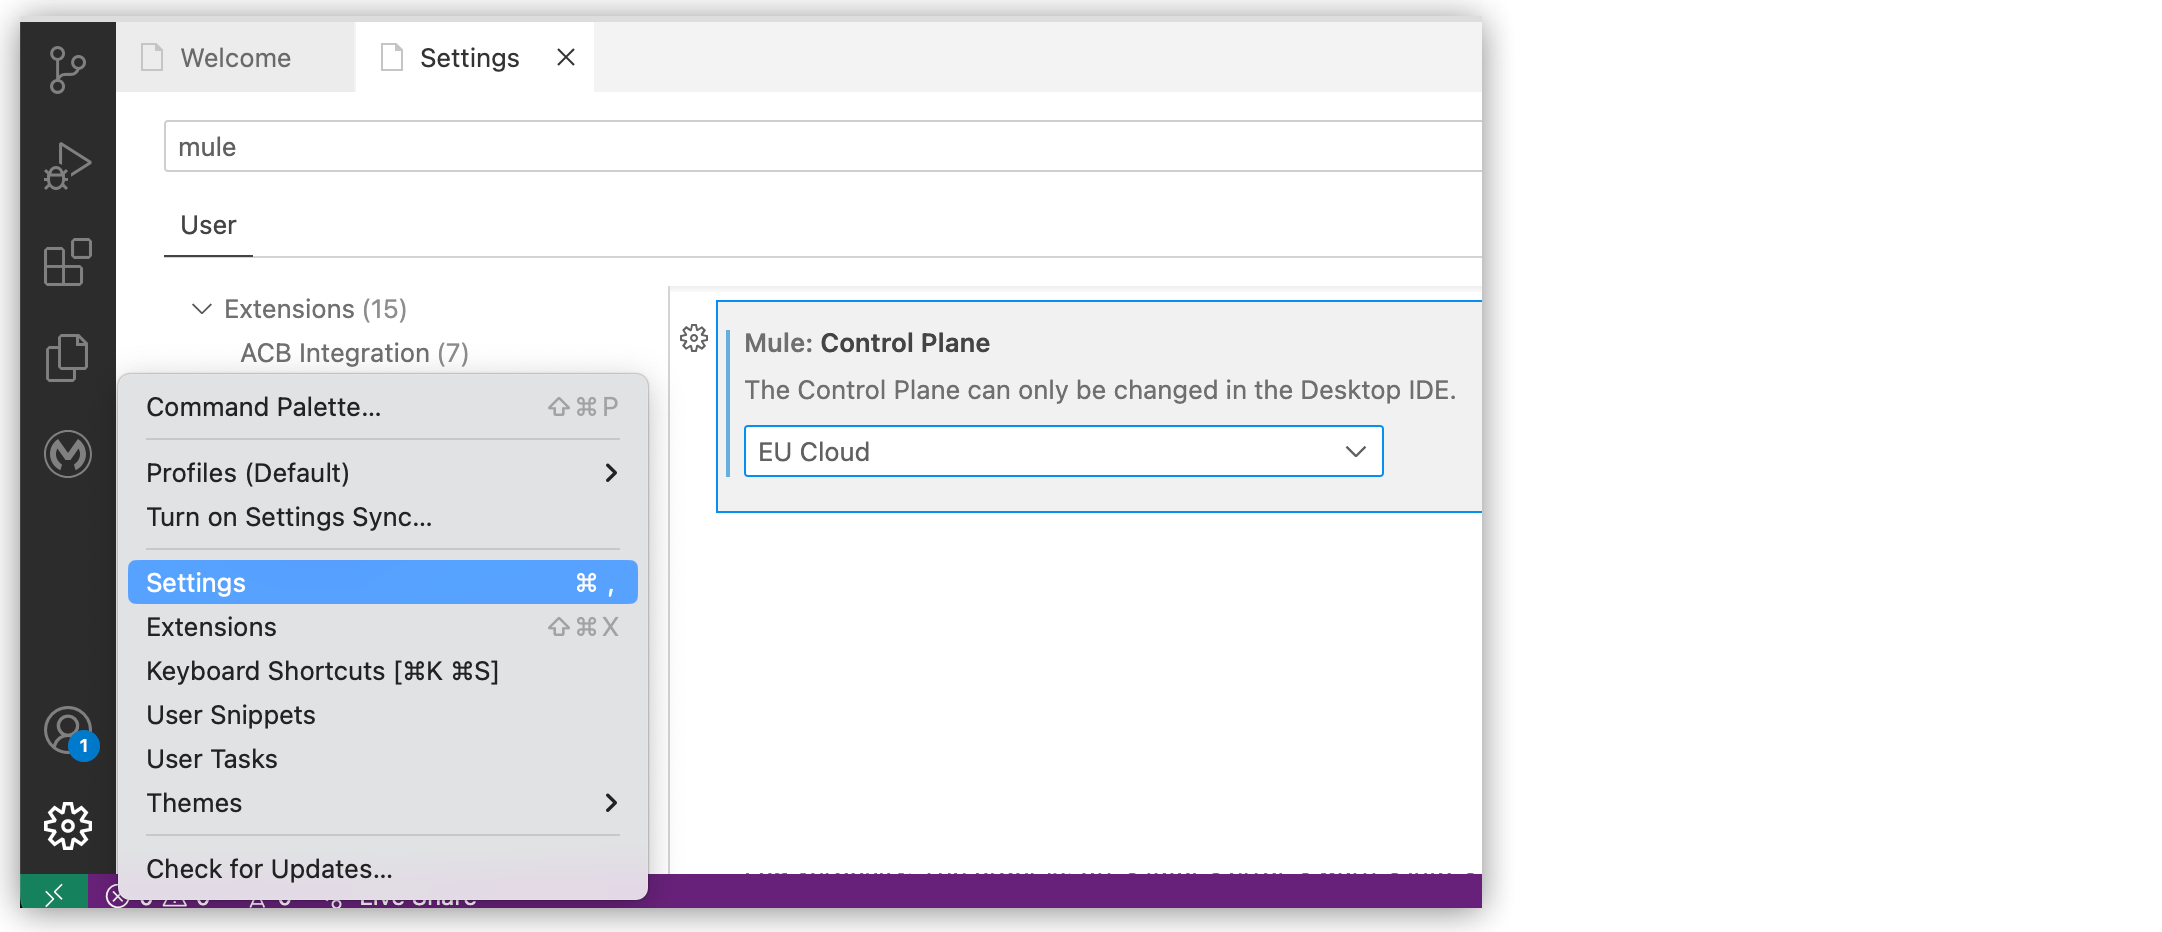 Welcome
Settings
mule
User
Extensions (15)
ACB Integration (7)
Mule: Control Plane
The Control Plane can only be changed in the Desktop IDE.
EU Cloud
Command Palette... ⇧⌘P
Profiles (Default)
Turn on Settings Sync...
Settings ⌘ ,
Extensions ⇧⌘X
Keyboard Shortcuts [⌘K ⌘S]
User Snippets
User Tasks
Themes
Check for Updates...
1
Live Share